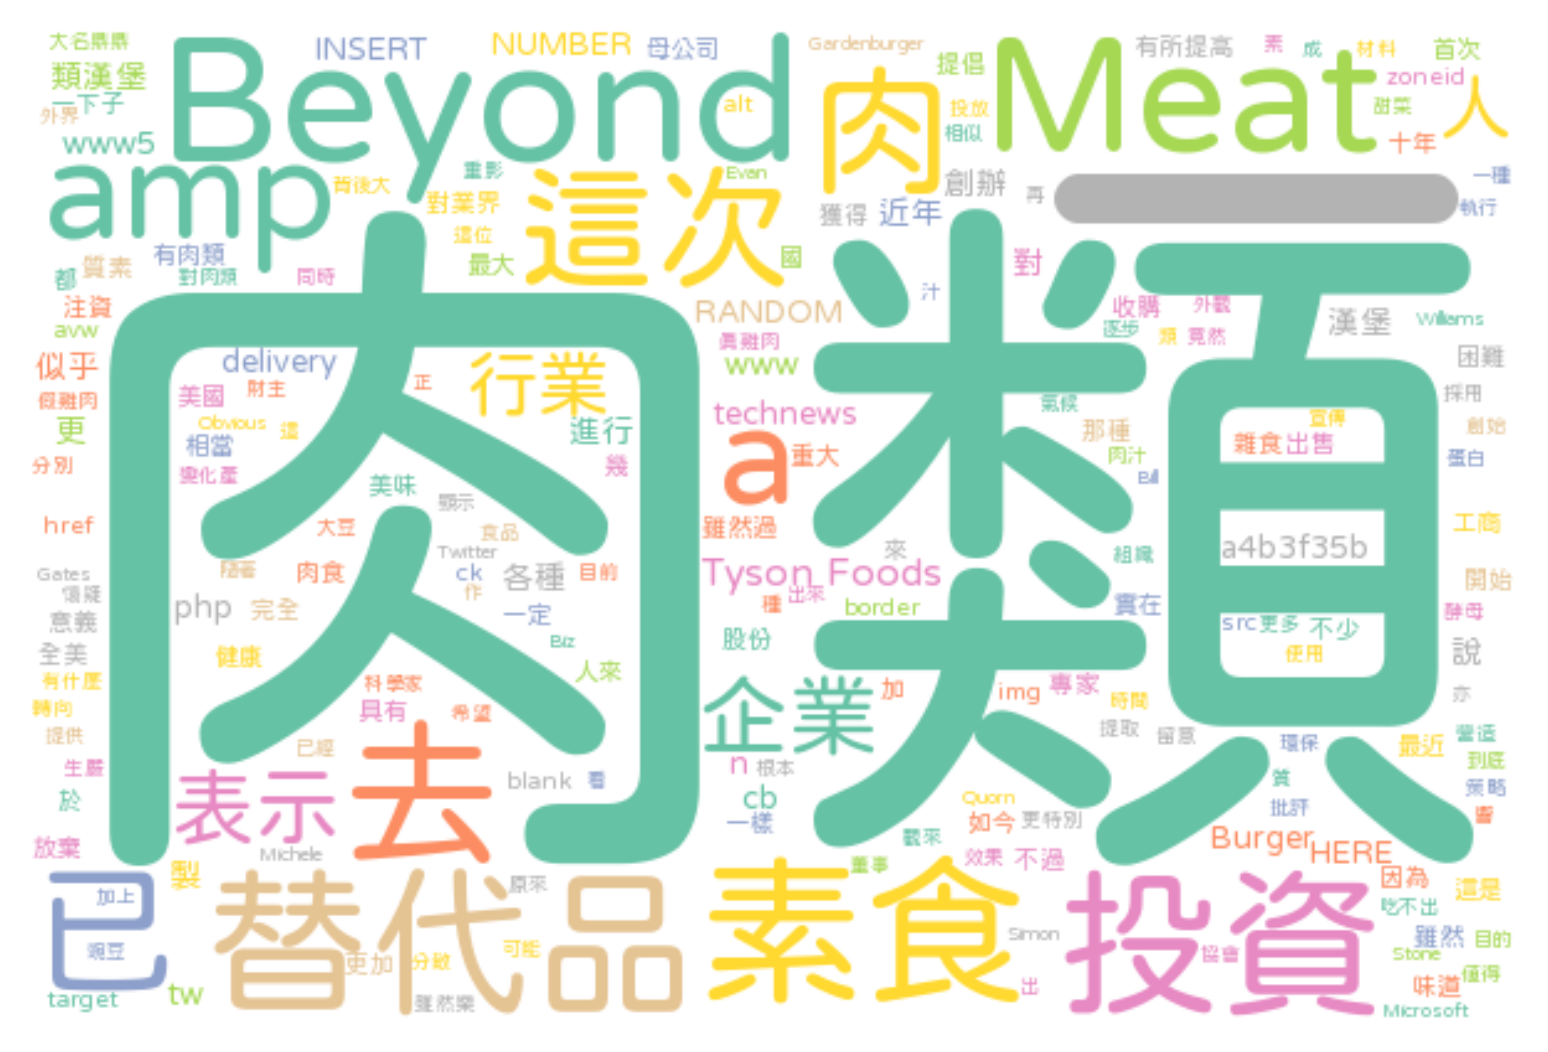 大名鼎鼎
INSERT
NUMBER
母公司
Gardenburger
有所提高
素
成
材料
首次
類漢堡
Beyond
提倡
Meat
zoneid
一下子
alt
肉
投放
甜菜
人
外界
www5
相似
十年
amp
背後大
重影
Evan
創辦
一種
對業界
這次
獲得
近年
再
一
執行
這位
有肉類
最大
國
質素
都
對肉類
同時
對
汁
注資
RANDOM
收購
外觀
漢堡
Williams
avw
逐步
肉類
似乎
delivery
行業
真雞肉
www
類
竟然
困難
美國
財主
正
假雞肉
氣候
採用
更
Obvious
這
進行
technews
宣傳
創始
相當
a
重大
那種
雜食
出售
分別
變化產
幾
肉汁
Bill
蛋白
美味
顯示
href
大豆
食品
雖然過
工商
Twitter
來
組織
a4b3f35b
Gates
隨著
肉食
ck
各種
目前
Tyson Foods
開始
懷疑
作
種
出來
意義
php
完全
一定
border
實在
src
更多
不少
酵母
全美
健康
Biz
股份
使用
說
有什麼
科學家
人來
企業
加
img
專家
亦
轉向
具有
希望
時間
提供
提取
留意
環保
最近
營造
已經
去
到底
生嚴
blank
看
n
根本
質
策略
於
表示
cb
Quorn
批評
一樣
如今
更特別
響
放棄
Michele
觀來
Burger
HERE
製
董事
效果
不過
已
加上
替代品
原來
素食
投資
因為
這是
吃不出
豌豆
更加
分散
可能
Simon
協會
雖然
目的
Stone
target
tw
雖然樂
出
味道
值得
Microsoft